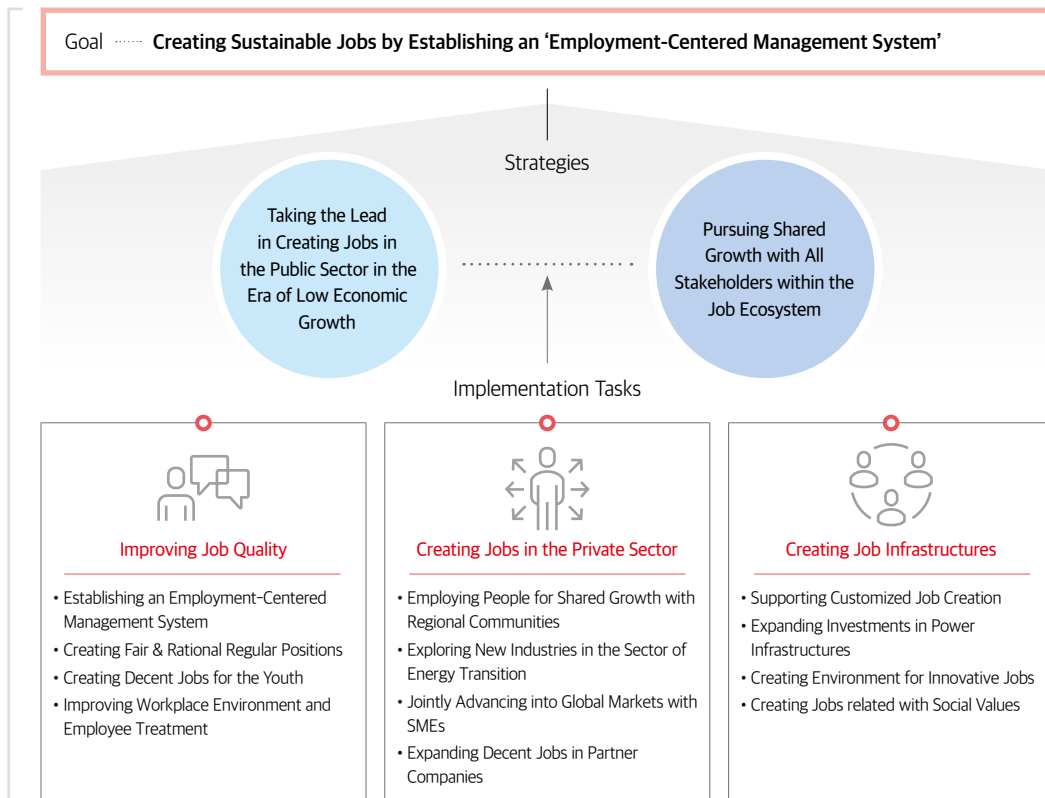 Goal ······ Creating Sustainable Jobs by Establishing an ‘Employment-Centered Management System’
Strategies
Taking the Lead
in Creating Jobs in
the Public Sector in the
Era of Low Economic
Growth
Pursuing Shared
Growth with All
Stakeholders within the
Job Ecosystem
Implementation Tasks
Improving Job Quality
• Establishing an Employment-Centered
Management System
• Creating Fair & Rational Regular Positions
• Creating Decent Jobs for the Youth
• Improving Workplace Environment and
Employee Treatment
Creating Jobs in the Private Sector
• Employing People for Shared Growth with
Regional Communities
• Exploring New Industries in the Sector of
Energy Transition
• Jointly Advancing into Global Markets with
SMEs
• Expanding Decent Jobs in Partner
Companies
Creating Job Infrastructures
• Supporting Customized Job Creation
• Expanding Investments in Power
Infrastructures
• Creating Environment for Innovative Jobs
• Creating Jobs related with Social Values